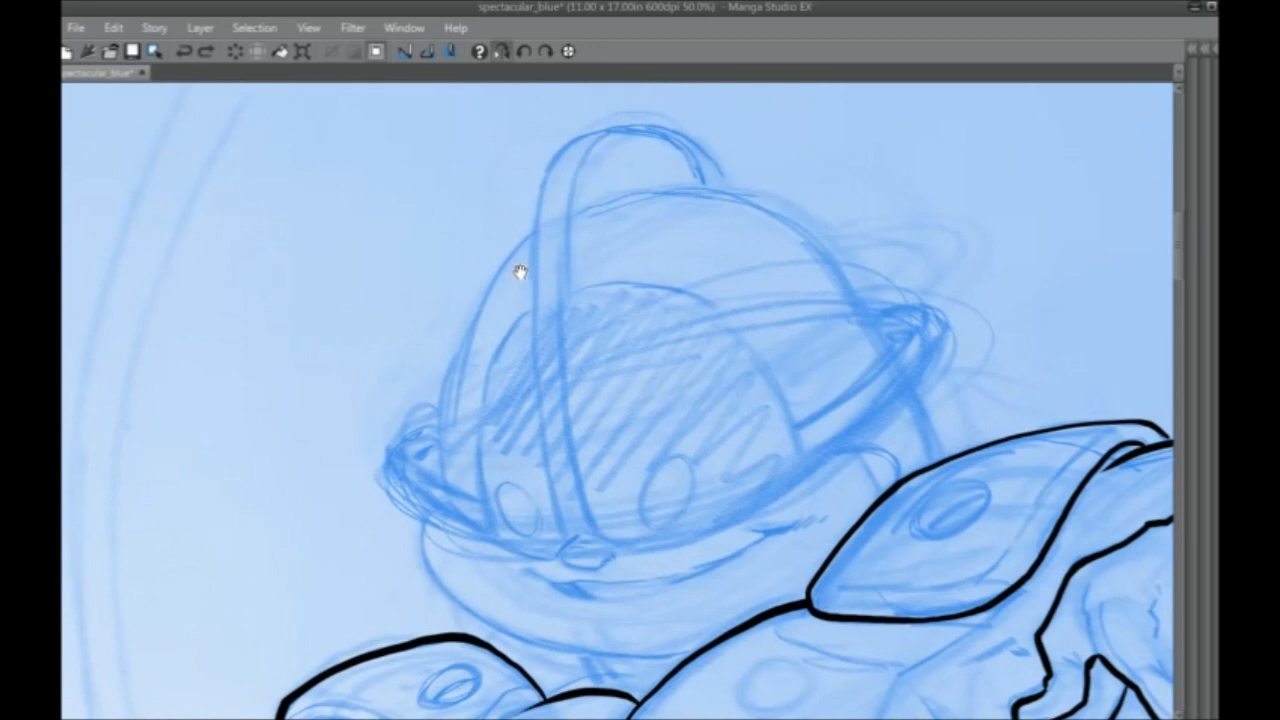 spectacular_blue* (11.00 x 17.00in 600dpi 50.0%) - Manga Studio EX
File Edit Story Layer Selection View Filter Window Help
spectacular_blue*